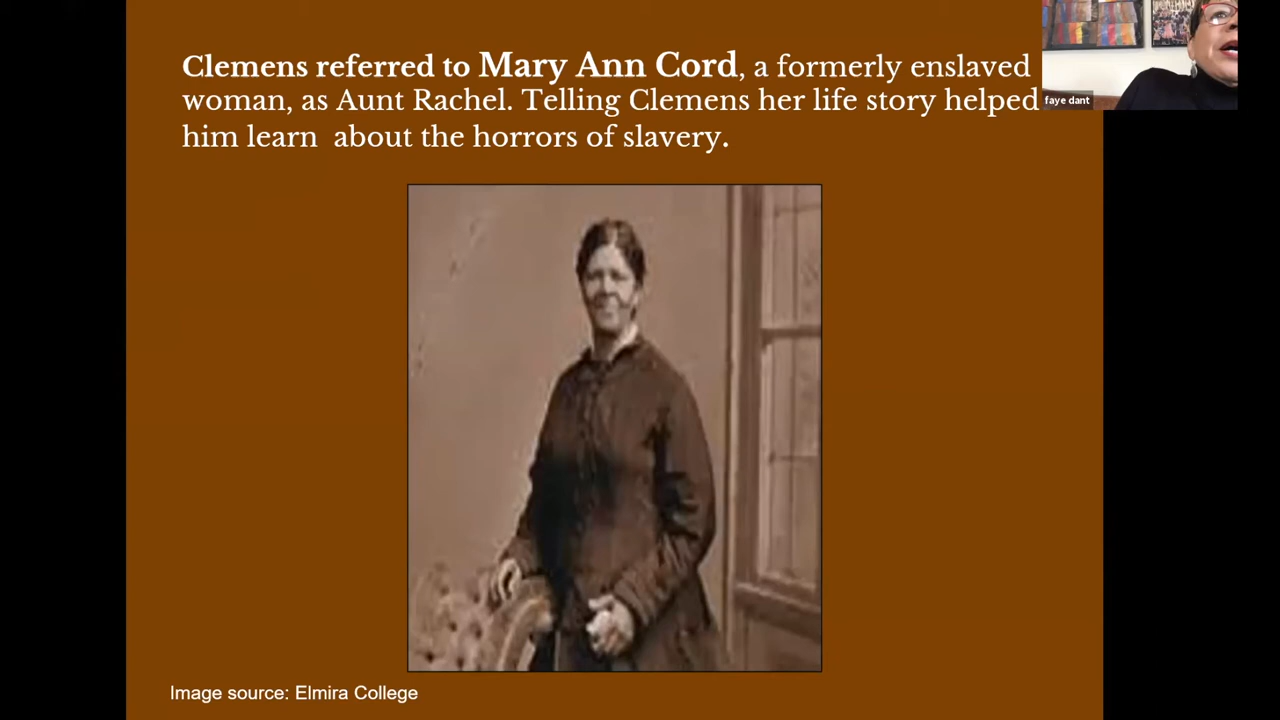 Clemens referred to Mary Ann Cord, a formerly enslaved
woman, as Aunt Rachel. Telling Clemens her life story helped
him learn  about the horrors of slavery.
faye dant
Image source: Elmira College